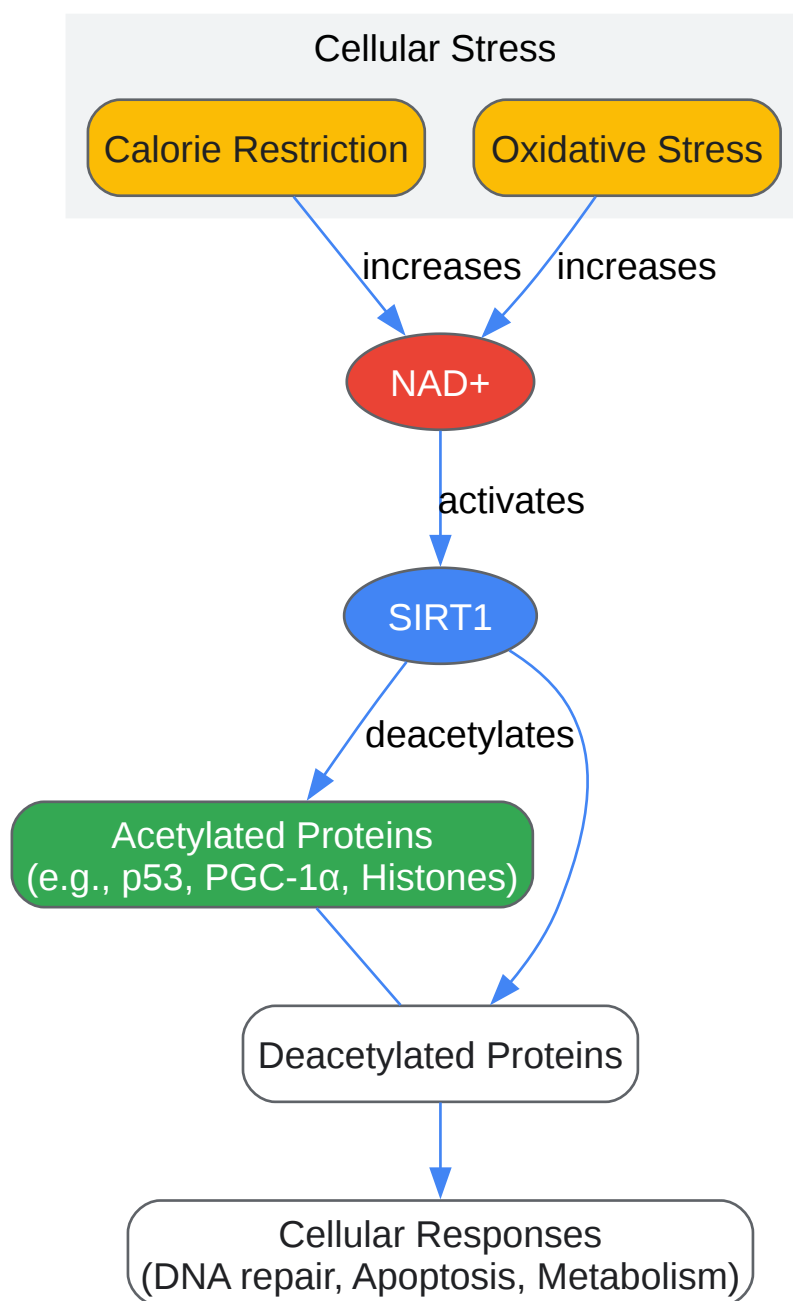 Cellular Stress
Calorie Restriction
Oxidative Stress
increases
increases
NAD+
activates
SIRT1
deacetylates
Acetylated Proteins
(e.g., p53, PGC-1α, Histones)
Deacetylated Proteins
Cellular Responses
(DNA repair, Apoptosis, Metabolism)